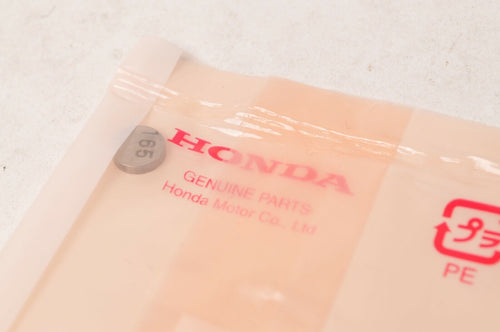 165
HONDA
GENUINE PARTS
Honda Motor Co., Ltd
プラ
PE